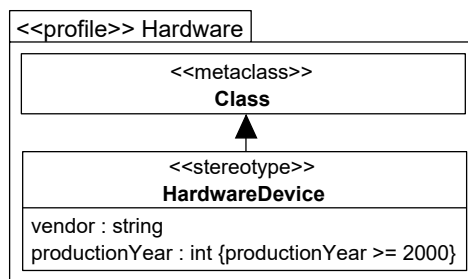 <<profile>> Hardware
<<metaclass>>
Class
<<stereotype>>
HardwareDevice
vendor : string
productionYear : int {productionYear >= 2000}